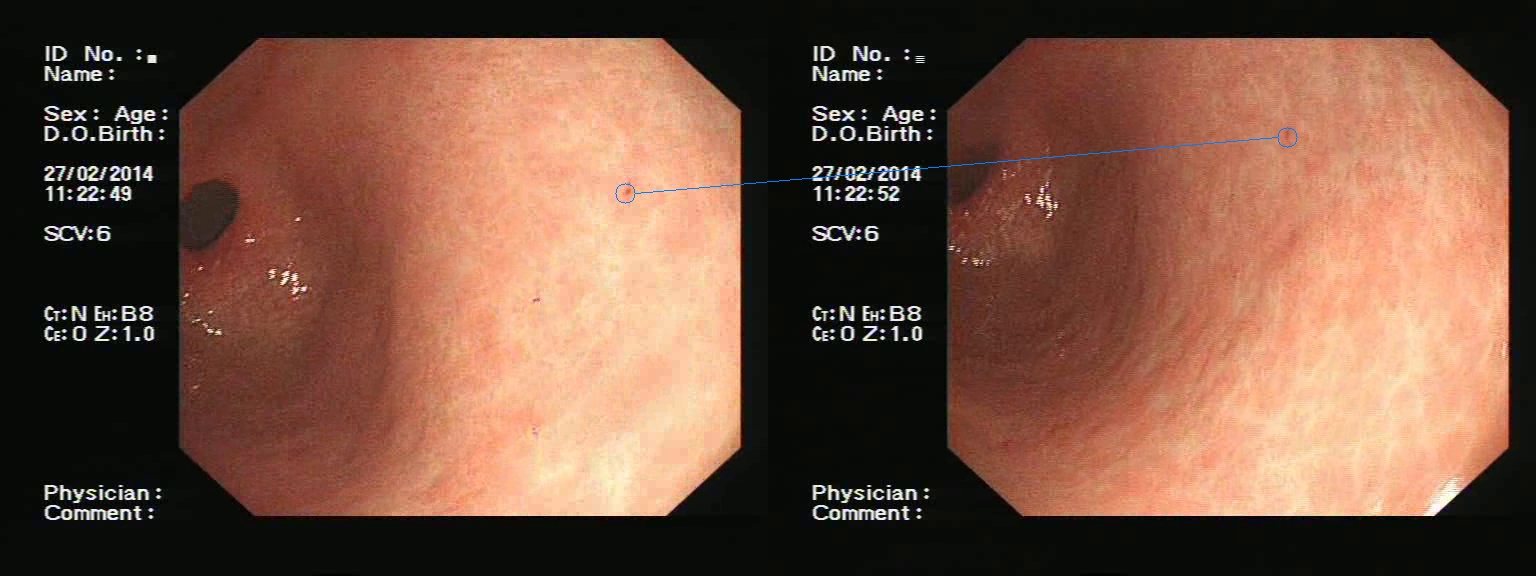 ID No. :
Name:
Sex: Age:
D.O.Birth:
27/02/2014
11:22:49
SCV:6
CT:N EH:B8
CE:0 Z:1.0
Physician:
Comment:
ID No. :
Name:
Sex: Age:
D.O.Birth:
27/02/2014
11:22:52
SCV:6
CT:N EH:B8
CE:0 Z:1.0
Physician:
Comment: